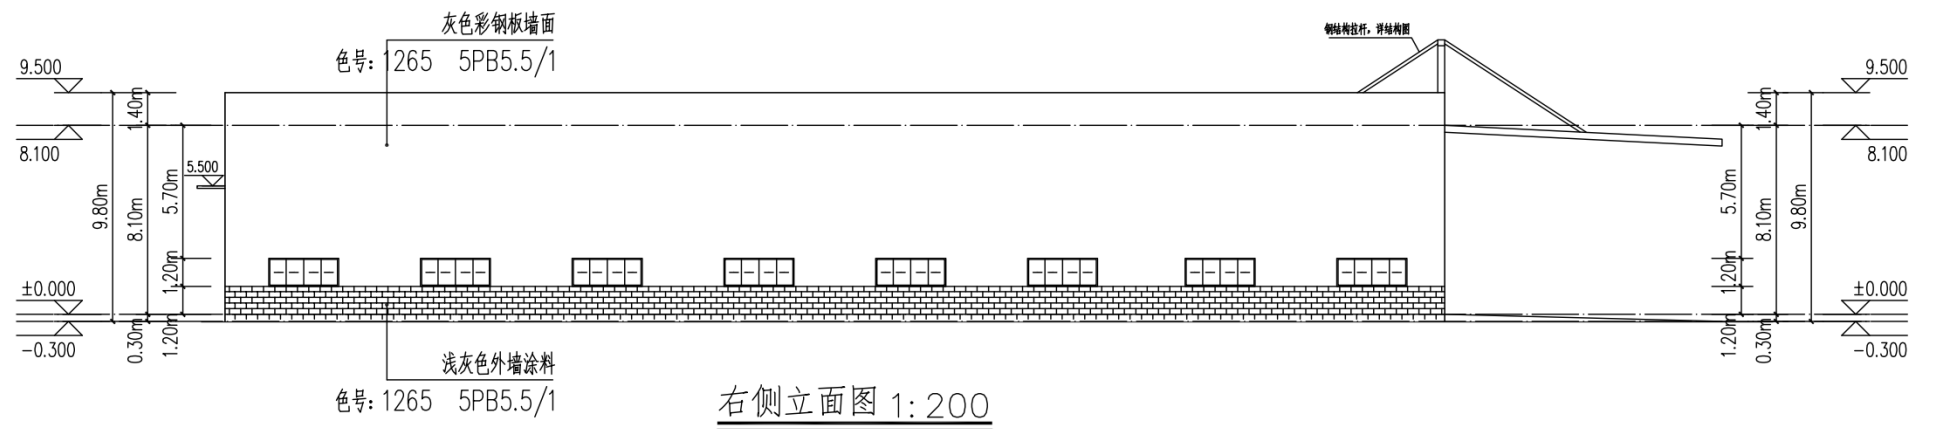 灰色彩钢板墙面
色号: 1265 5PB5.5/1
钢结构拉杆, 详结构图
9.500
1.40m
8.100
5.500
9.80m
8.10m
5.70m
1.20m
±0.000
-0.300
0.30m
1.20m
9.500
1.40m
8.100
5.70m
8.10m
9.80m
1.20m
±0.000
1.20m
0.30m
-0.300
浅灰色外墙涂料
色号: 1265 5PB5.5/1
右侧立面图 1: 200